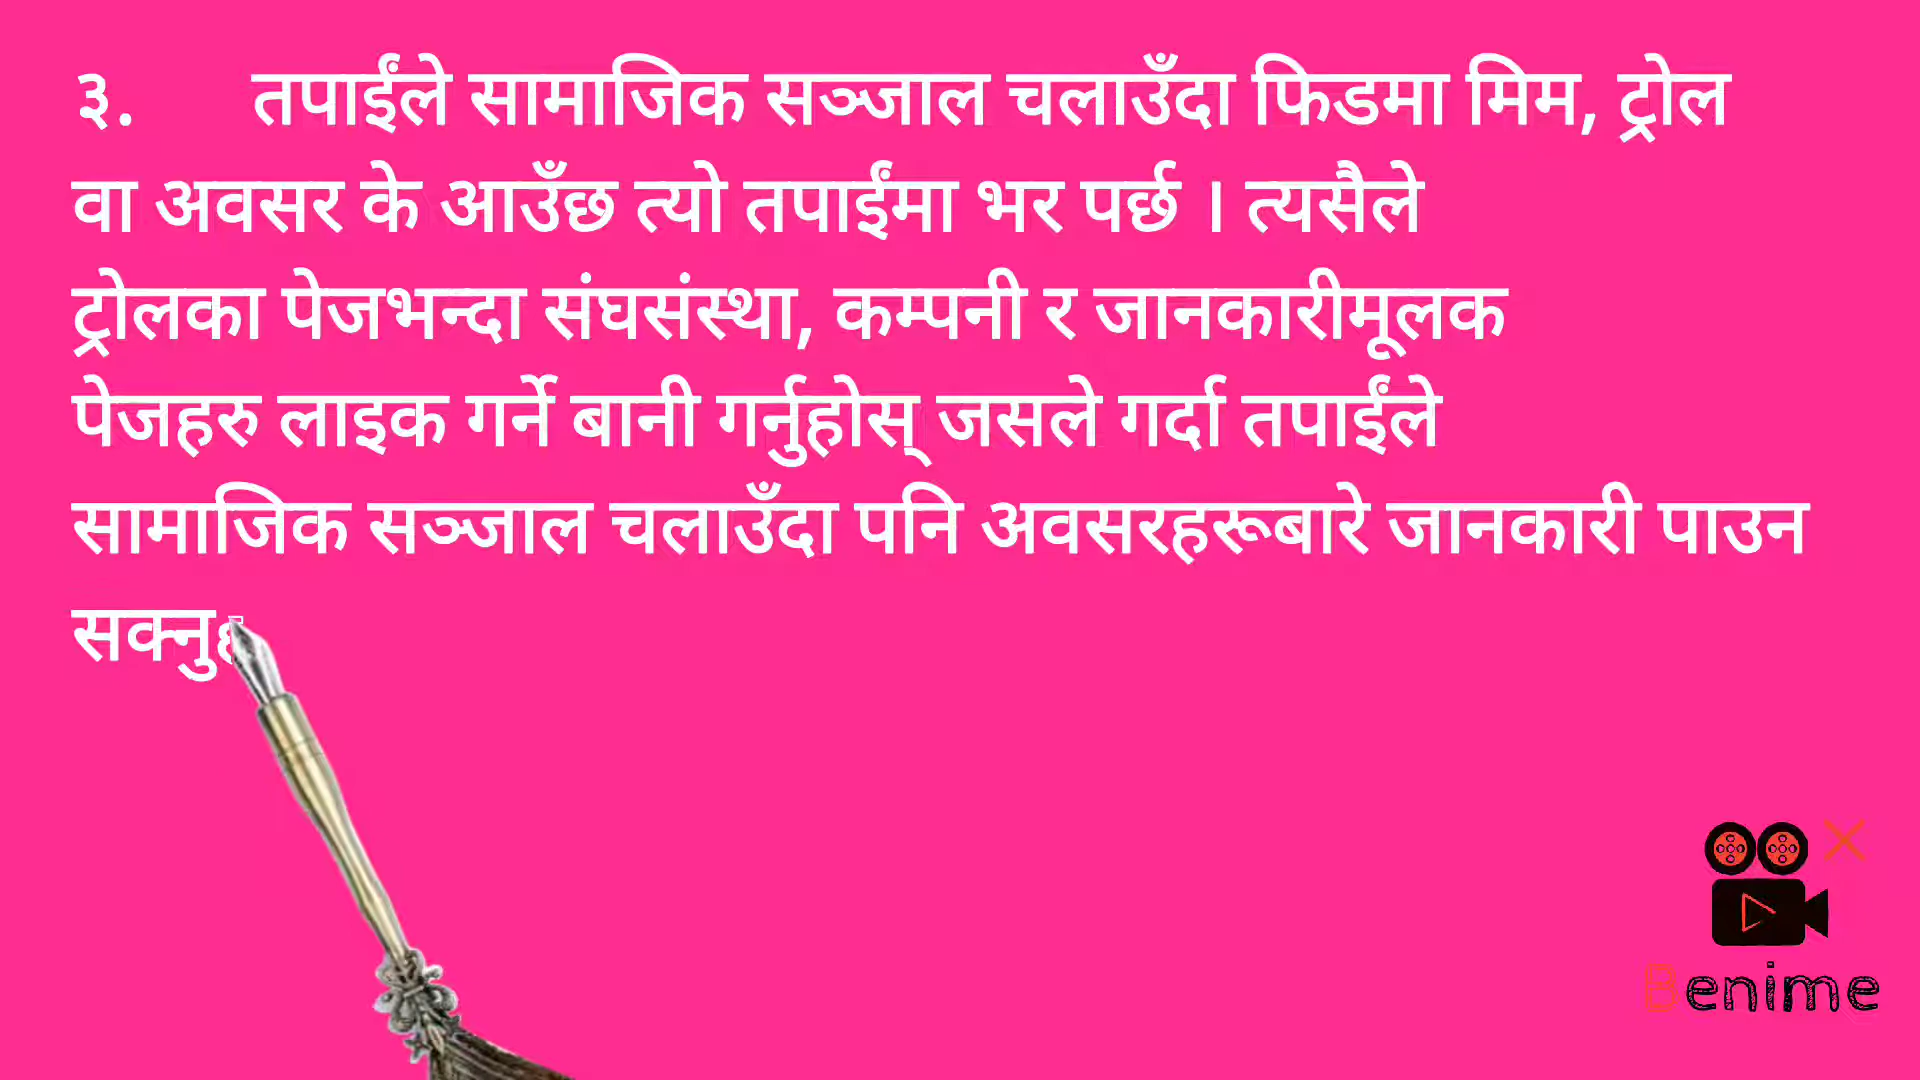 ३. तपाईंले सामाजिक सञ्जाल चलाउँदा फिडमा मिम, ट्रोल
वा अवसर के आउँछ त्यो तपाईंमा भर पर्छ । त्यसैले
ट्रोलका पेजभन्दा संघसंस्था, कम्पनी र जानकारीमूलक
पेजहरु लाइक गर्ने बानी गर्नुहोस् जसले गर्दा तपाईंले
सामाजिक सञ्जाल चलाउँदा पनि अवसरहरूबारे जानकारी पाउन
Benime